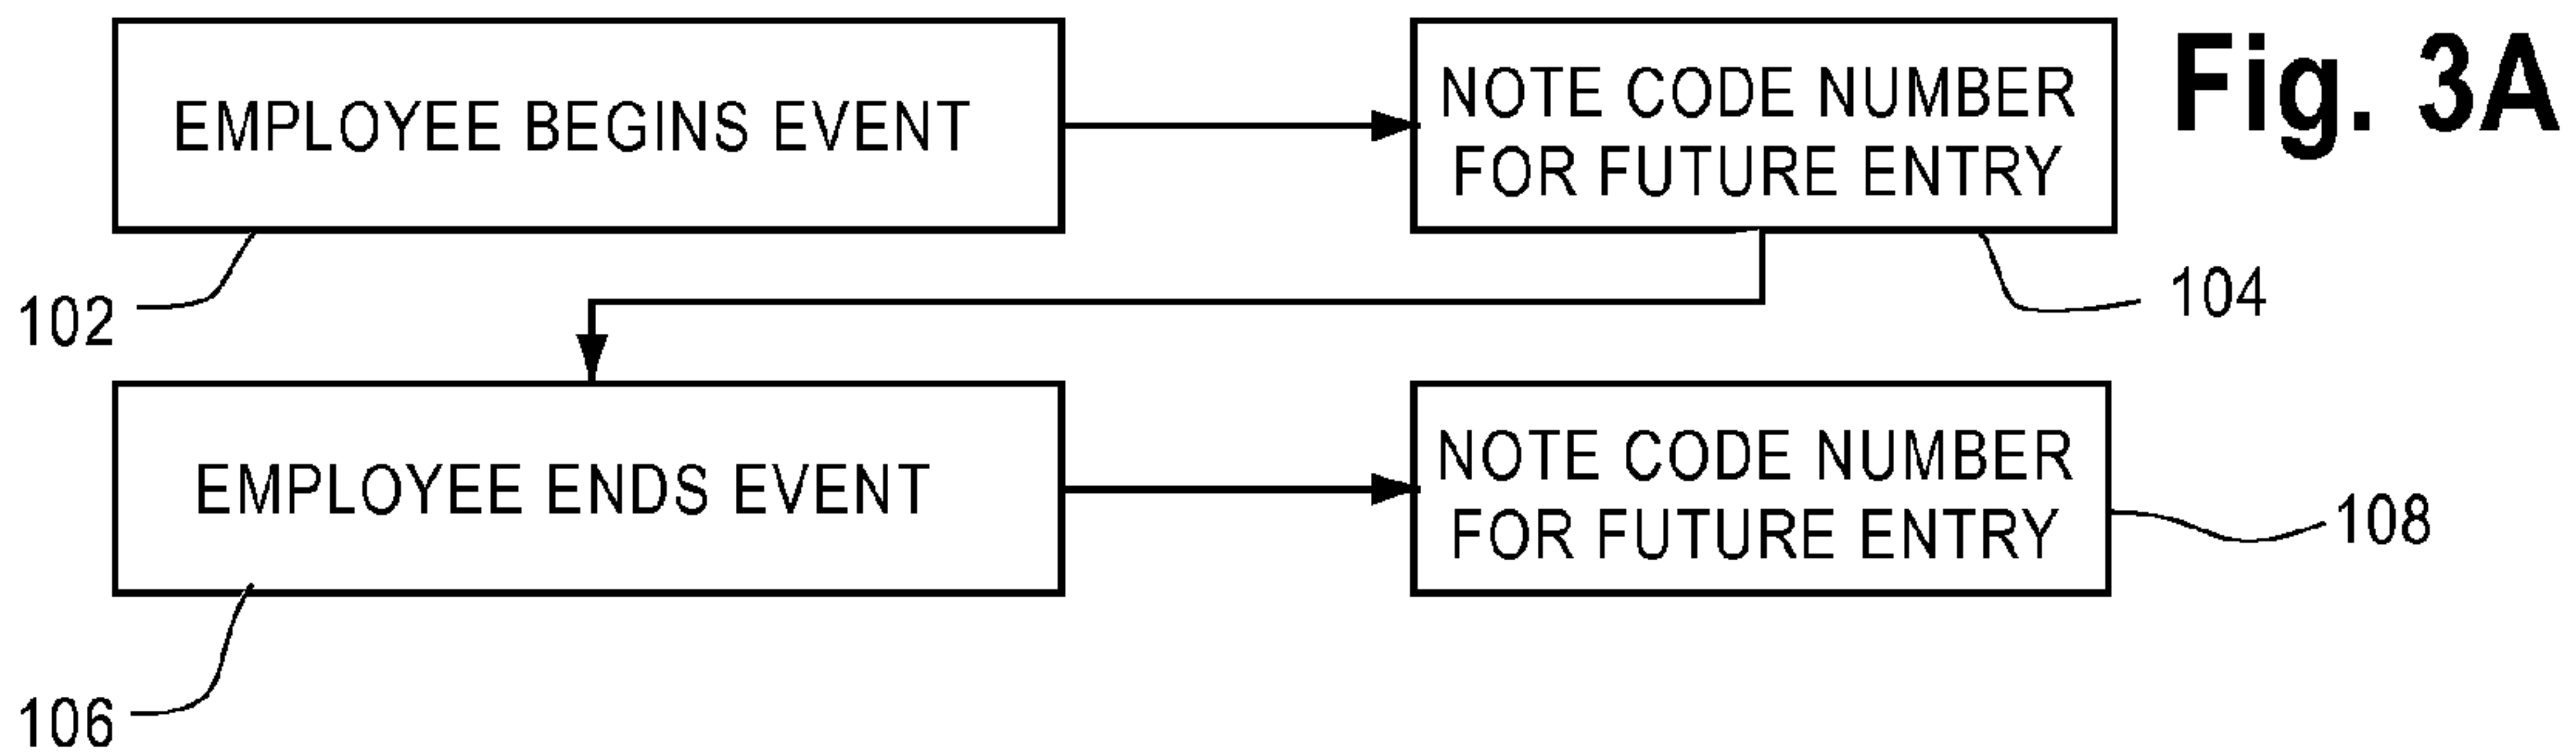 EMPLOYEE BEGINS EVENT
NOTE CODE NUMBER
FOR FUTURE ENTRY
Fig. 3A
102
104
EMPLOYEE ENDS EVENT
NOTE CODE NUMBER
FOR FUTURE ENTRY
108
106